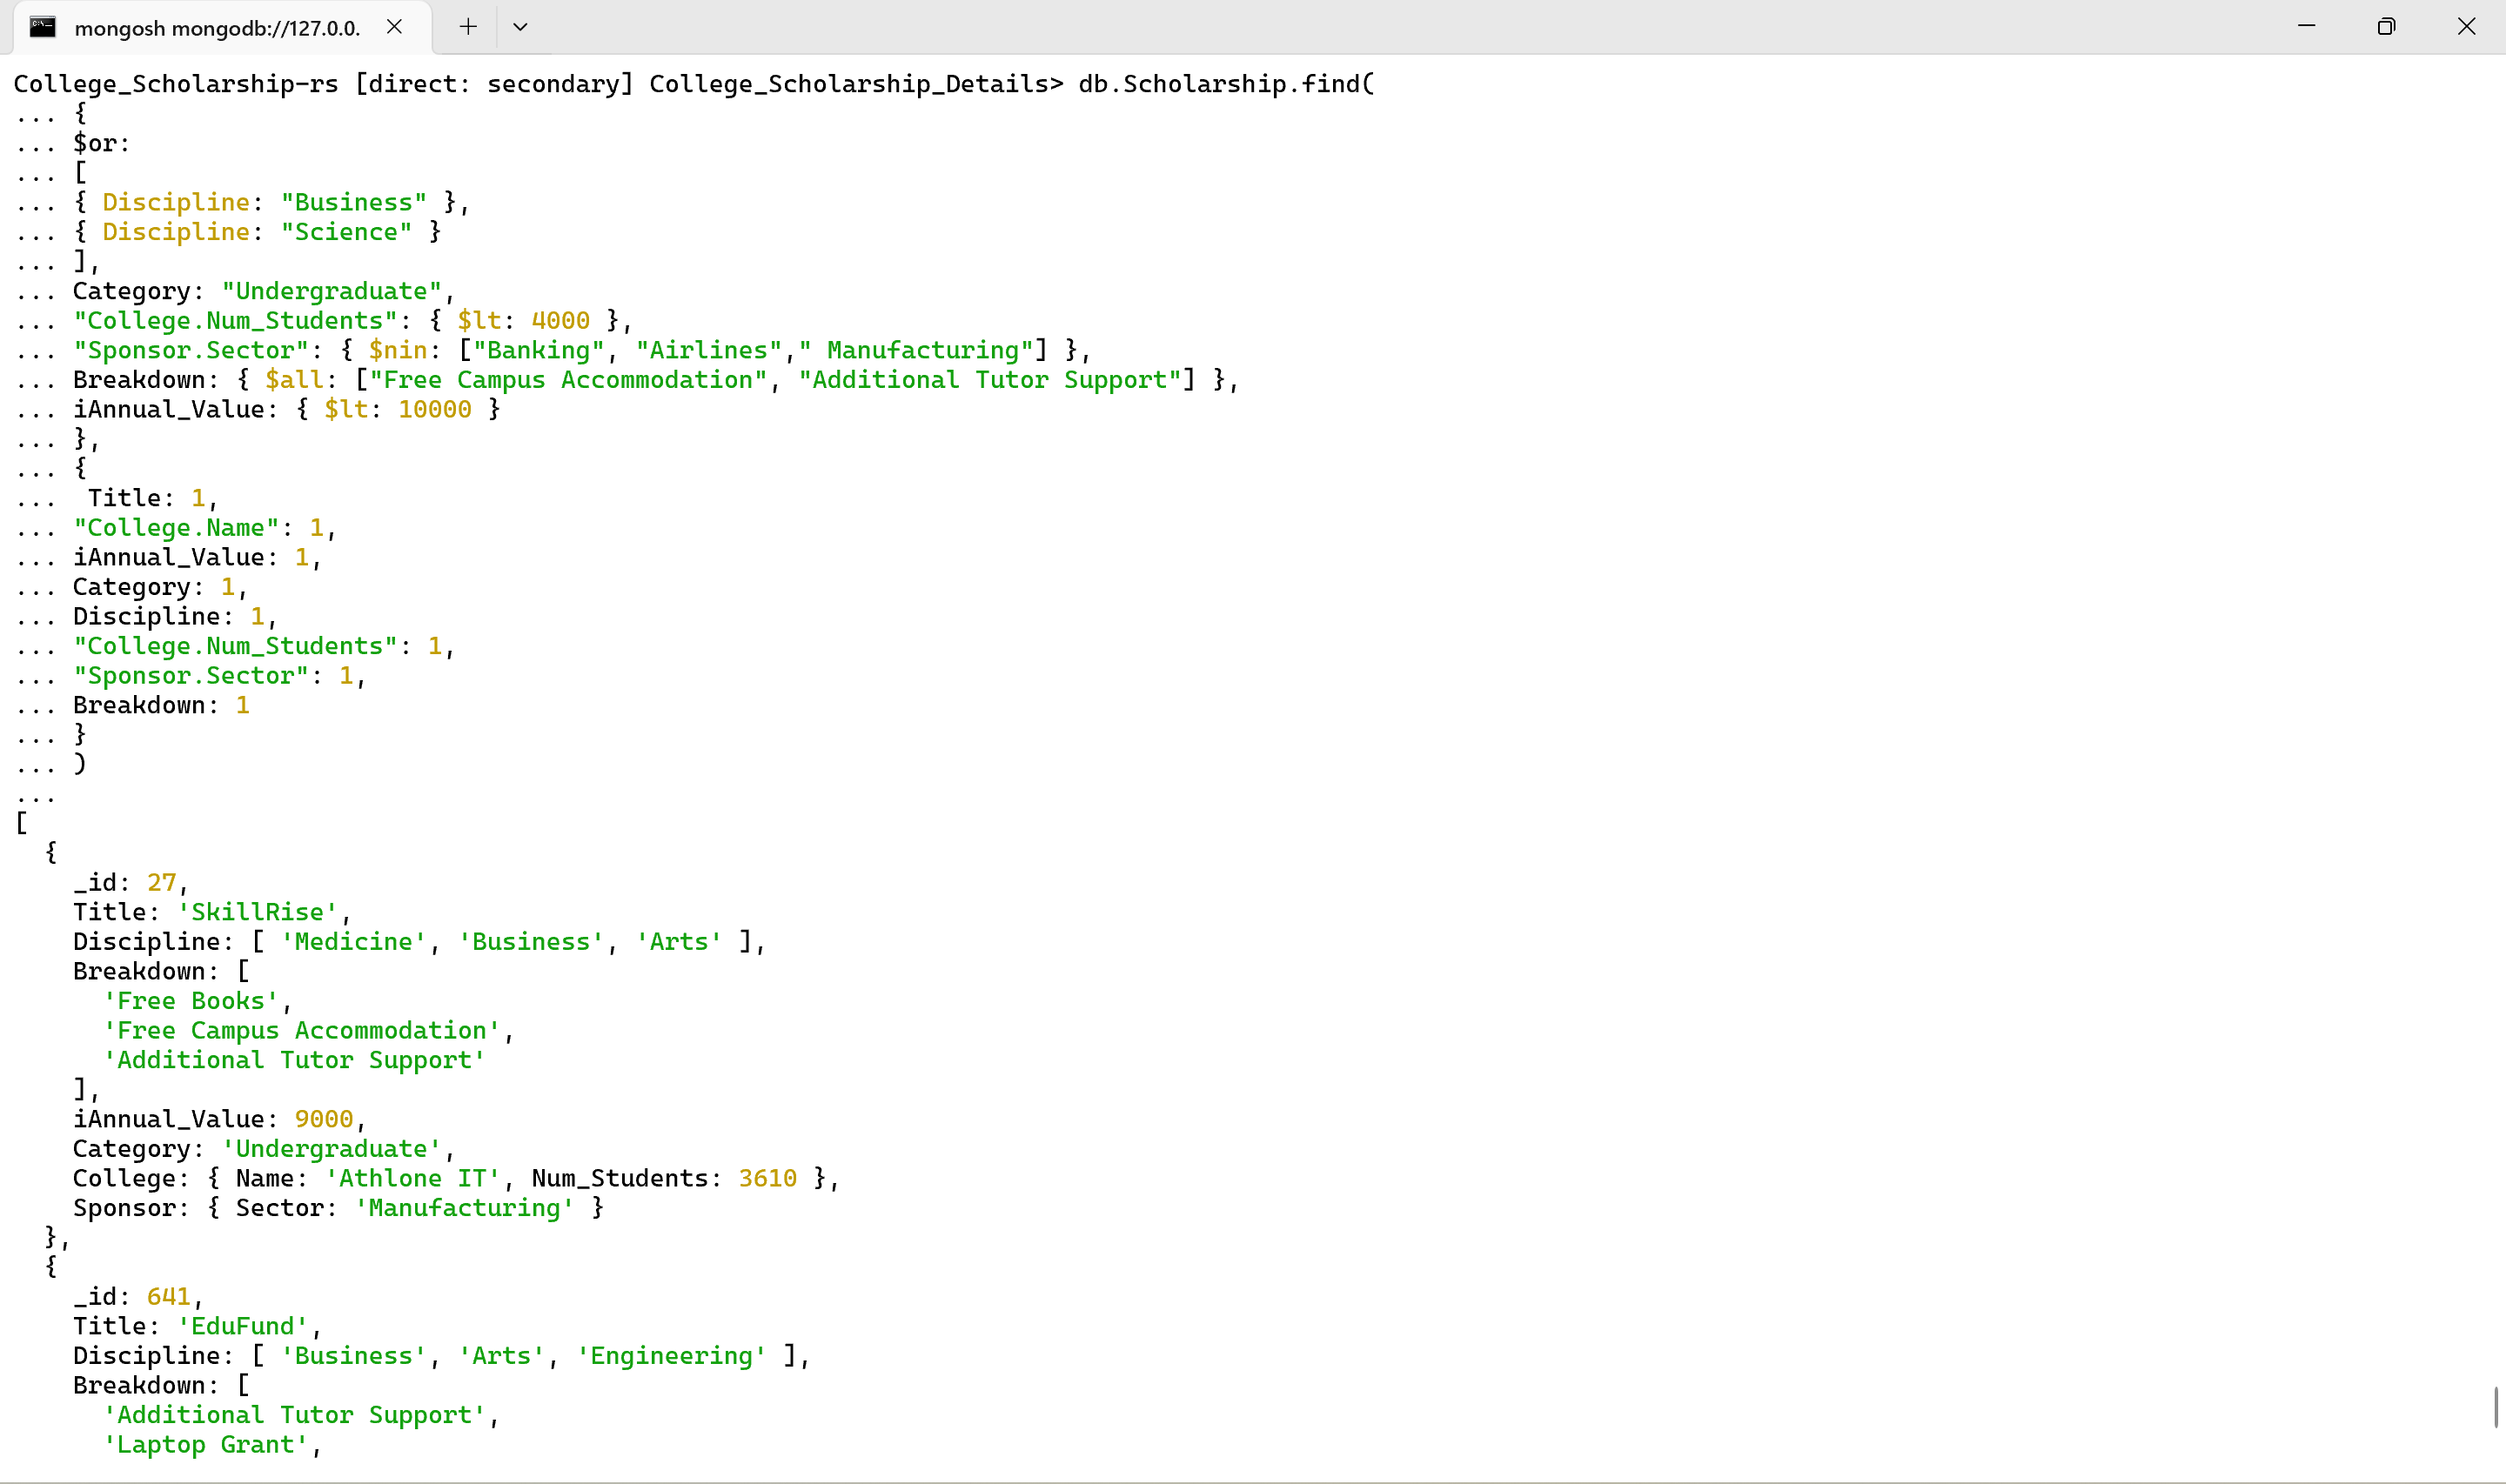 mongosh mongodb://127.0.0.
College_Scholarship-rs [direct: secondary] College_Scholarship_Details> db.Scholarship.find(
... {
... $or:
... [
... { Discipline: "Business" },
... { Discipline: "Science" }
... ],
... Category: "Undergraduate",
... "College.Num_Students": { $lt: 4000 },
... "Sponsor.Sector": { $nin: ["Banking", "Airlines"," Manufacturing"] },
... Breakdown: { $all: ["Free Campus Accommodation", "Additional Tutor Support"] },
... iAnnual_Value: { $lt: 10000 }
... },
... {
...  Title: 1,
... "College.Name": 1,
... iAnnual_Value: 1,
... Category: 1,
... Discipline: 1,
... "College.Num_Students": 1,
... "Sponsor.Sector": 1,
... Breakdown: 1
... }
... )
...
[
  {
    _id: 27,
    Title: 'SkillRise',
    Discipline: [ 'Medicine', 'Business', 'Arts' ],
    Breakdown: [
      'Free Books',
      'Free Campus Accommodation',
      'Additional Tutor Support'
    ],
    iAnnual_Value: 9000,
    Category: 'Undergraduate',
    College: { Name: 'Athlone IT', Num_Students: 3610 },
    Sponsor: { Sector: 'Manufacturing' }
  },
  {
    _id: 641,
    Title: 'EduFund',
    Discipline: [ 'Business', 'Arts', 'Engineering' ],
    Breakdown: [
      'Additional Tutor Support',
      'Laptop Grant',